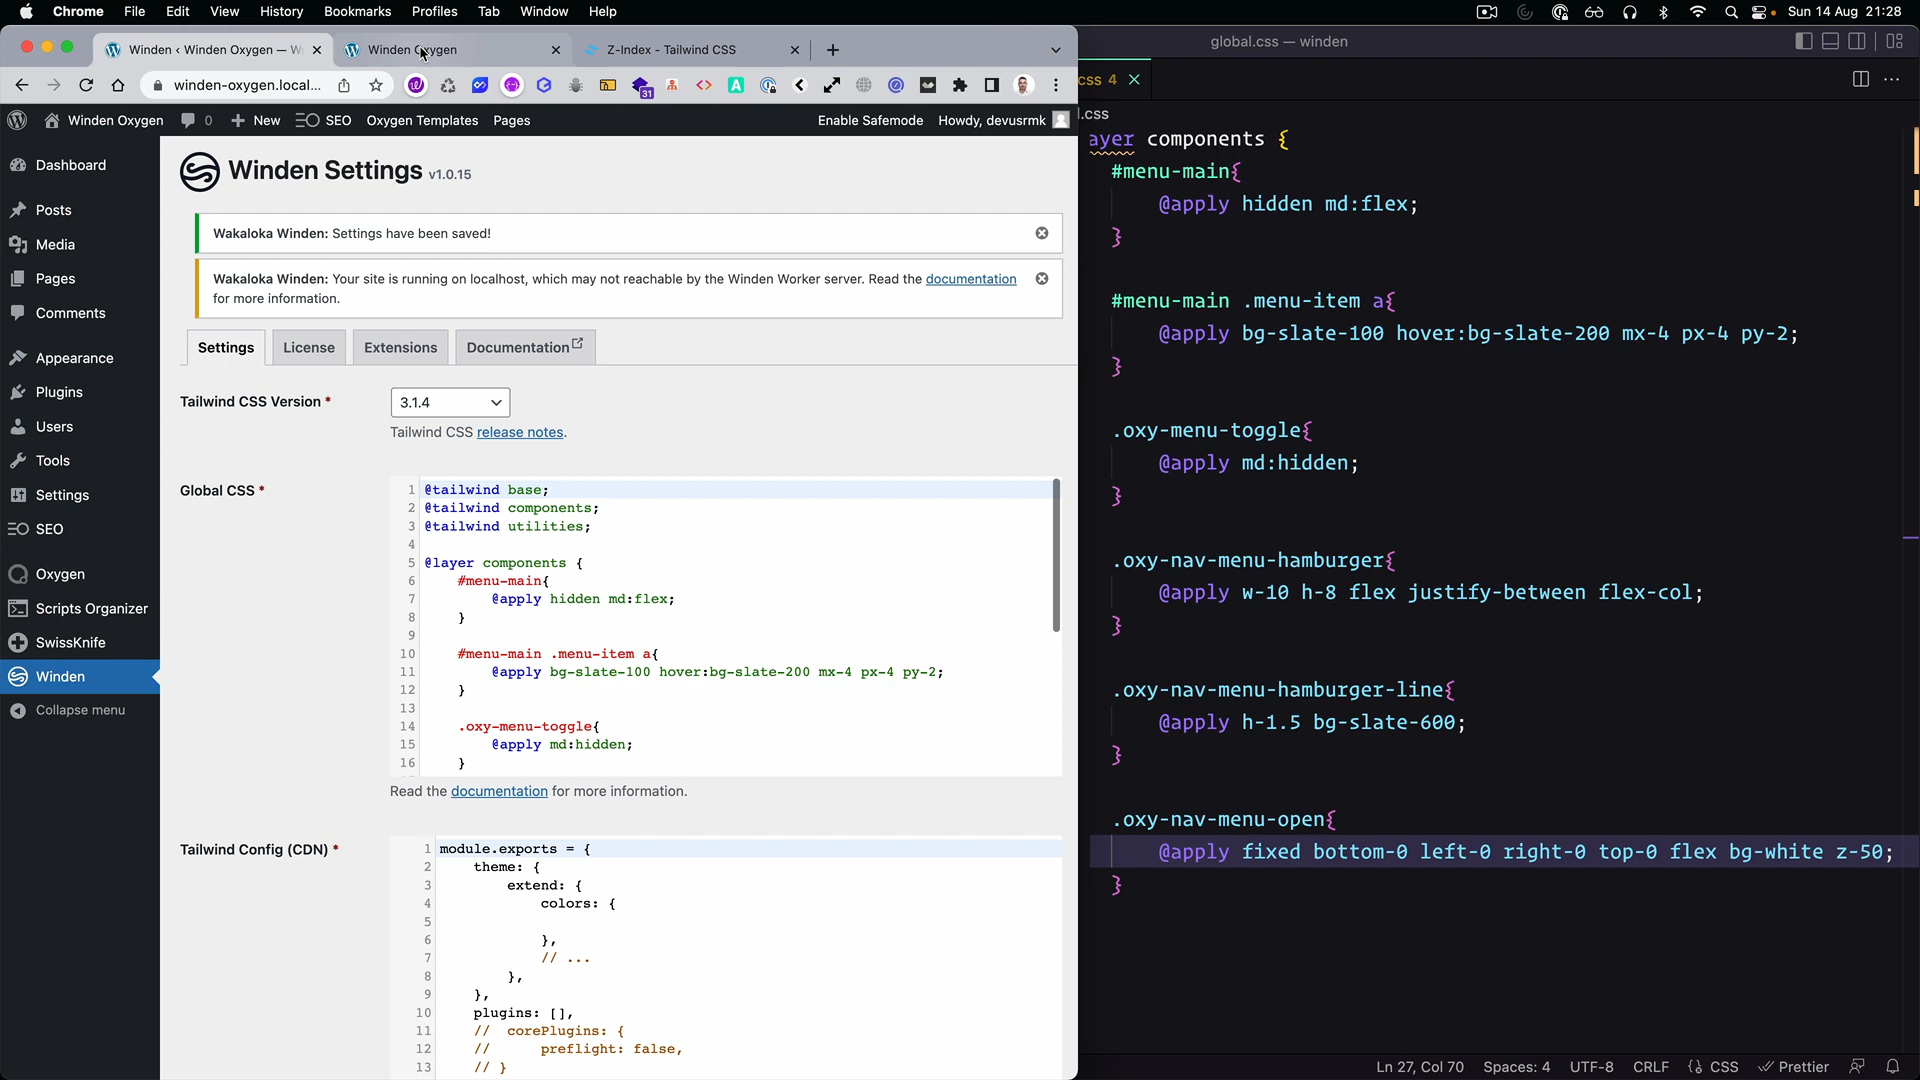 Chrome File Edit View History Bookmarks Profiles Tab Window Help
Sun 14 Aug 21:28
Winden ‹ Winden Oxygen — W
Winden Oxygen
Z-Index - Tailwind CSS
winden-oxygen.local...
31
Winden Oxygen
0
New
SEO
Oxygen Templates
Pages
Enable Safemode
Howdy, devusrmk
Dashboard
Posts
Media
Pages
Comments
Appearance
Plugins
Users
Tools
Settings
SEO
Oxygen
Scripts Organizer
SwissKnife
Winden
Collapse menu
Winden Settings v1.0.15
Wakaloka Winden: Settings have been saved!
Wakaloka Winden: Your site is running on localhost, which may not reachable by the Winden Worker server. Read the documentation
for more information.
Settings
License
Extensions
Documentation
Tailwind CSS Version *
3.1.4
Tailwind CSS release notes.
Global CSS *
1 @tailwind base;
2 @tailwind components;
3 @tailwind utilities;
4
5 @layer components {
6 #menu-main{
7 @apply hidden md:flex;
8 }
9
10 #menu-main .menu-item a{
11 @apply bg-slate-100 hover:bg-slate-200 mx-4 px-4 py-2;
12 }
13
14 .oxy-menu-toggle{
15 @apply md:hidden;
16 }
Read the documentation for more information.
Tailwind Config (CDN) *
1 module.exports = {
2 theme: {
3 extend: {
4 colors: {
5
6 },
7 // ...
8 },
9 },
10 plugins: [],
11 // corePlugins: {
12 // preflight: false,
13 // }
global.css — winden
css 4
l.css
ayer components {
#menu-main{
@apply hidden md:flex;
}
#menu-main .menu-item a{
@apply bg-slate-100 hover:bg-slate-200 mx-4 px-4 py-2;
}
.oxy-menu-toggle{
@apply md:hidden;
}
.oxy-nav-menu-hamburger{
@apply w-10 h-8 flex justify-between flex-col;
}
.oxy-nav-menu-hamburger-line{
@apply h-1.5 bg-slate-600;
}
.oxy-nav-menu-open{
@apply fixed bottom-0 left-0 right-0 top-0 flex bg-white z-50;
}
Ln 27, Col 70 Spaces: 4 UTF-8 CRLF {} CSS Prettier